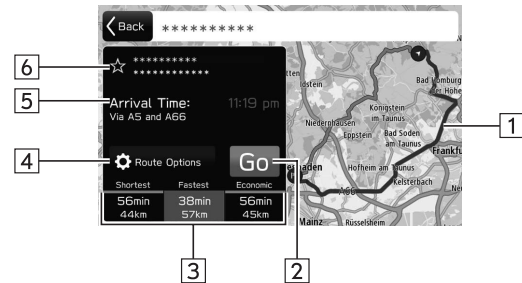 Back
**********
6
**********
************
5
Arrival Time:
11:19 pm
Via A5 and A66
4
Route Options
Go
Shortest
Fastest
Economic
56min
38min
56min
44km
57km
45km
3
2
1
Bad Homburg
Königstein
im Taunus
Niedernhausen
Eppstein
Bad Soden
am Taunus
Frankfu
Hofheim am Taunus
Kelsterbach
A66
Mainz
Rüsselsheim